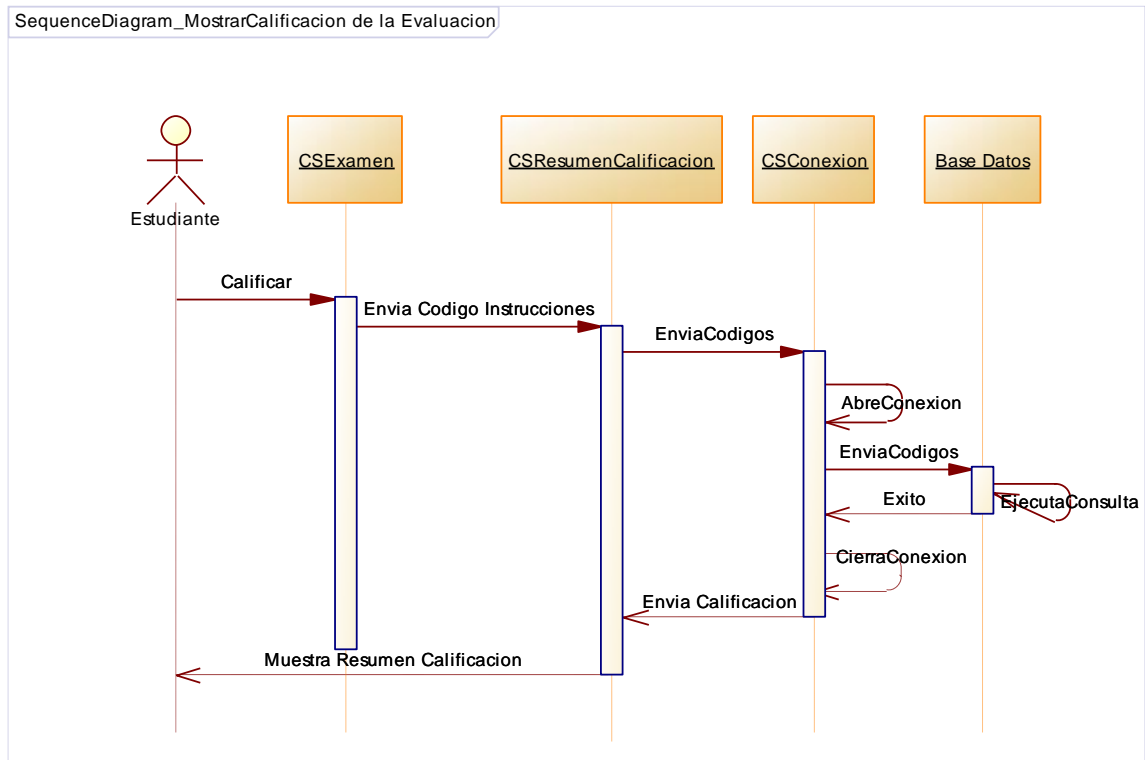 SequenceDiagram_MostrarCalificacion de la Evaluacion
CSExamen
CSResumenCalificacion
CSConexion
Base Datos
Estudiante
Calificar
Envia Codigo Instrucciones
EnviaCodigos
AbreConexion
EnviaCodigos
Exito
EjecutaConsulta
CierraConexion
Envia Calificacion
Muestra Resumen Calificacion